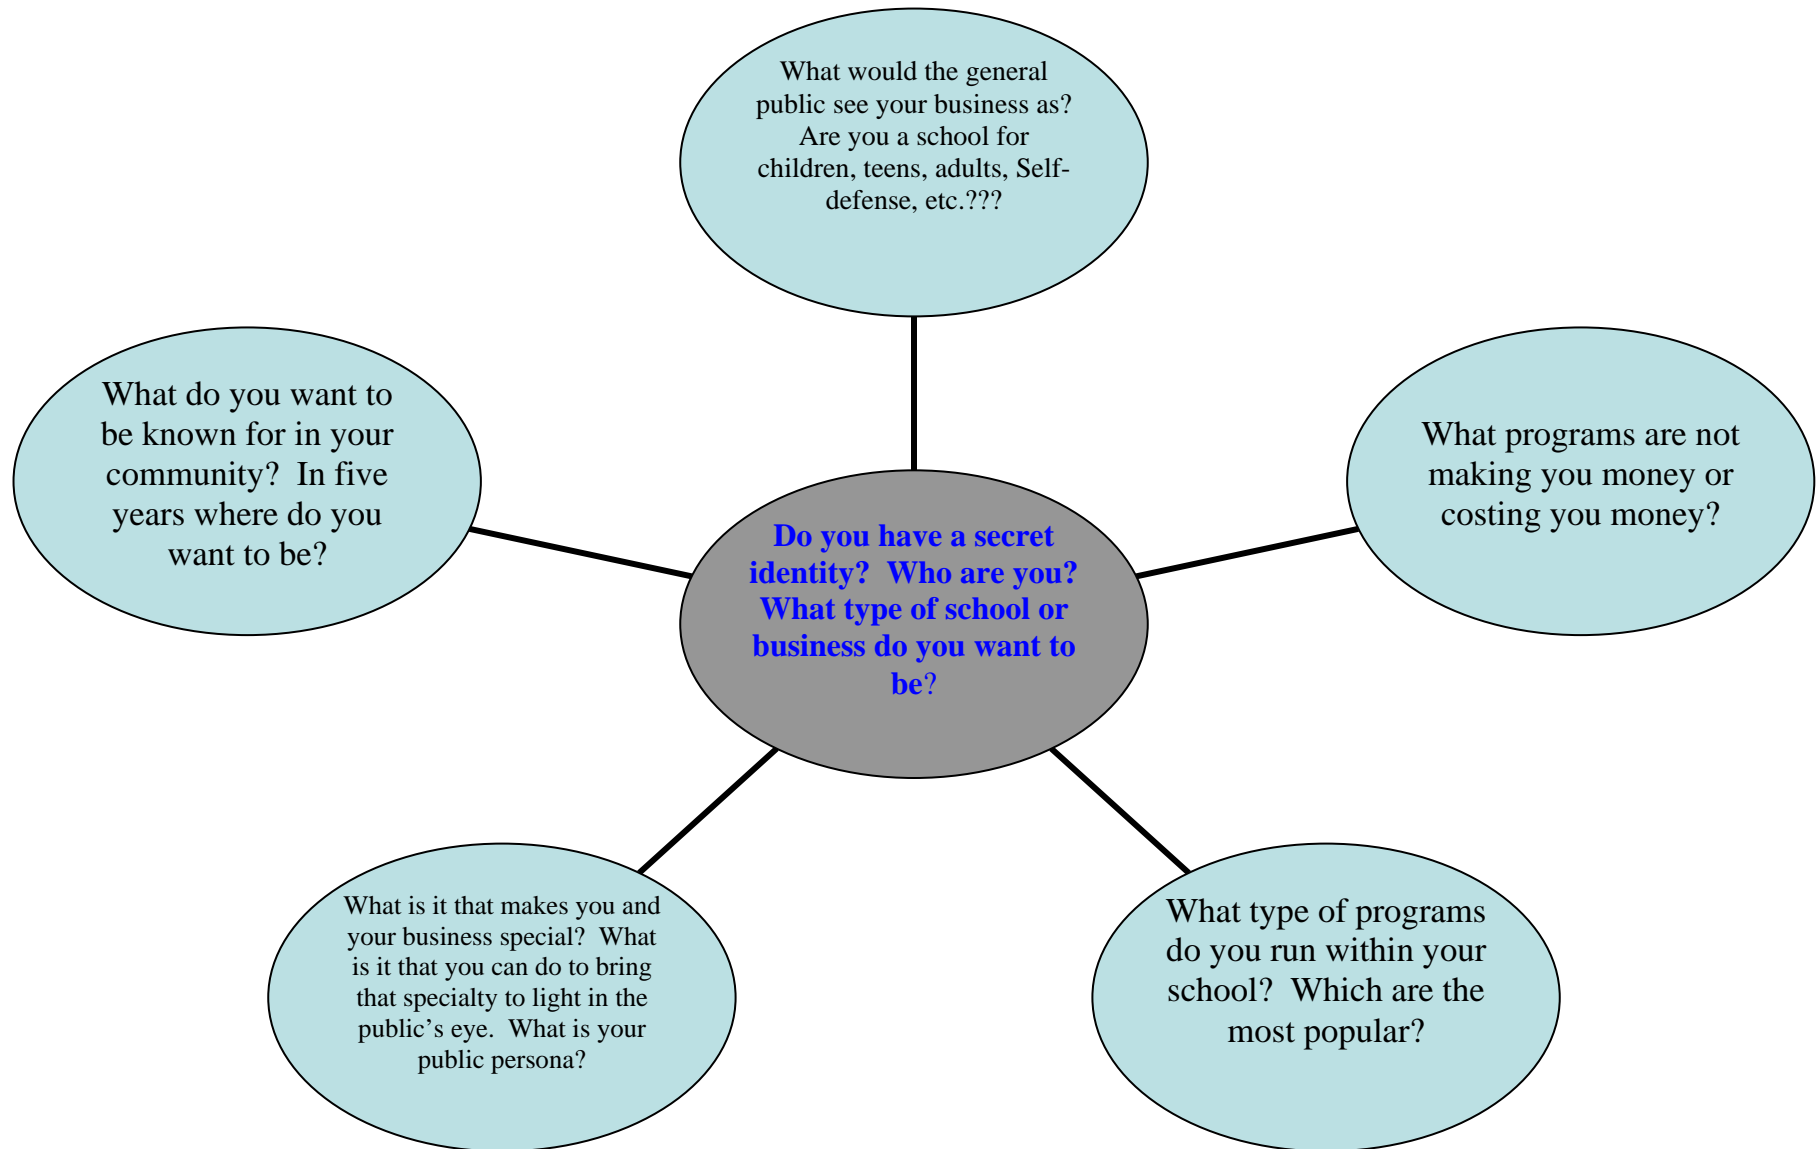 What would the general
public see your business as?
Are you a school for
children, teens, adults, Self-
defense, etc.???
What do you want to
be known for in your
community?  In five
years where do you
want to be?
What programs are not
making you money or
costing you money?
Do you have a secret
identity?  Who are you?
What type of school or
business do you want to
be?
What is it that makes you and
your business special?  What
is it that you can do to bring
that specialty to light in the
public’s eye.  What is your
public persona?
What type of programs
do you run within your
school?  Which are the
most popular?